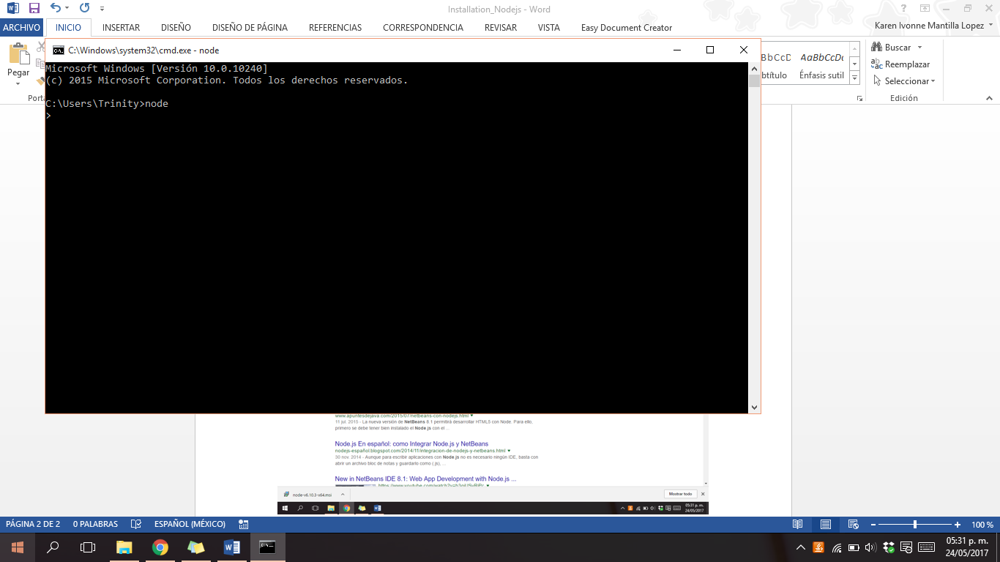 Installation_Nodejs - Word
ARCHIVO INICIO INSERTAR DISEÑO DISEÑO DE PÁGINA REFERENCIAS CORRESPONDENCIA REVISAR VISTA Easy Document Creator Karen Ivonne Mantilla Lopez
C:\Windows\system32\cmd.exe - node
Pegar
Porta
Microsoft Windows [Versión 10.0.10240]
(c) 2015 Microsoft Corporation. Todos los derechos reservados.
C:\Users\Trinity>node
>
AaBbCcDc
btítulo Énfasis sutil
Buscar
Reemplazar
Seleccionar
Edición
www.apuntesdejava.com/2015/07/netbeans-con-nodejs.html
11 jul. 2015 - La nueva versión de NetBeans 8.1 permitirá desarrollar HTML5 con Node. Para ello,
primero se debe tener bien instalado el Node js con el ...
Node.js En español: como Integrar Node.js y NetBeans
nodejs-español.blogspot.com/2014/11/integracion-de-nodejs-y-netbeans.html
30 nov. 2014 - Aunque para escribir aplicaciones con Node js no es necesario ningún IDE, basta con
abrir un archivo bloc de notas y guardarlo como (.js), ...
New in NetBeans IDE 8.1: Web App Development with Node.js ...
node-v6.10.3-x64.msi Mostrar todo
05:31 p. m.
24/05/2017
PÁGINA 2 DE 2 0 PALABRAS ESPAÑOL (MÉXICO) 100 %
05:31 p. m.
24/05/2017